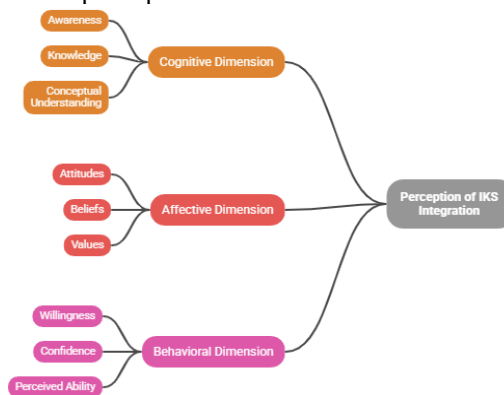 Awareness
Knowledge
Conceptual
Understanding
Cognitive Dimension
Attitudes
Beliefs
Values
Affective Dimension
Perception of IKS
Integration
Willingness
Confidence
Perceived Ability
Behavioral Dimension